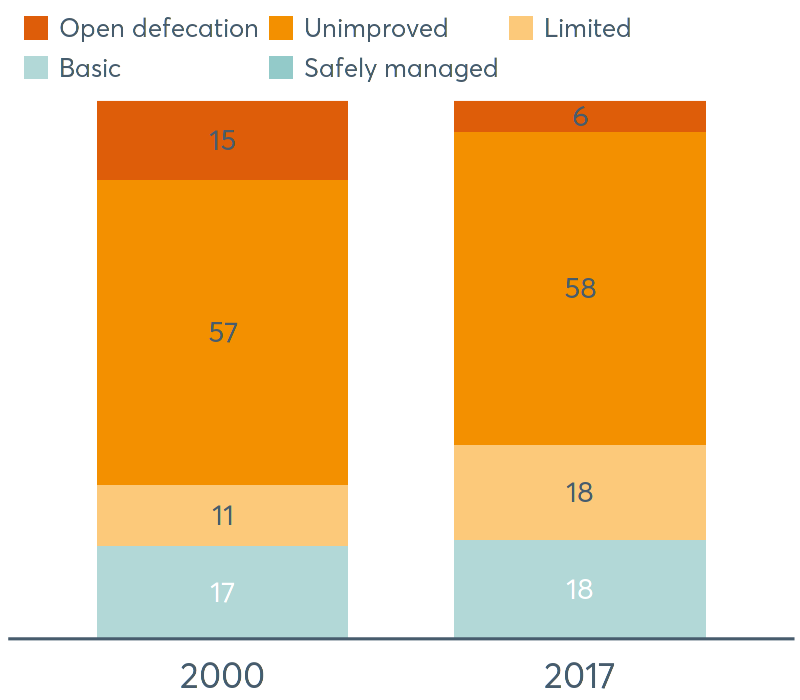 Open defecation Unimproved Limited
Basic Safely managed
15 6
57 58
11 18
17 18
2000 2017